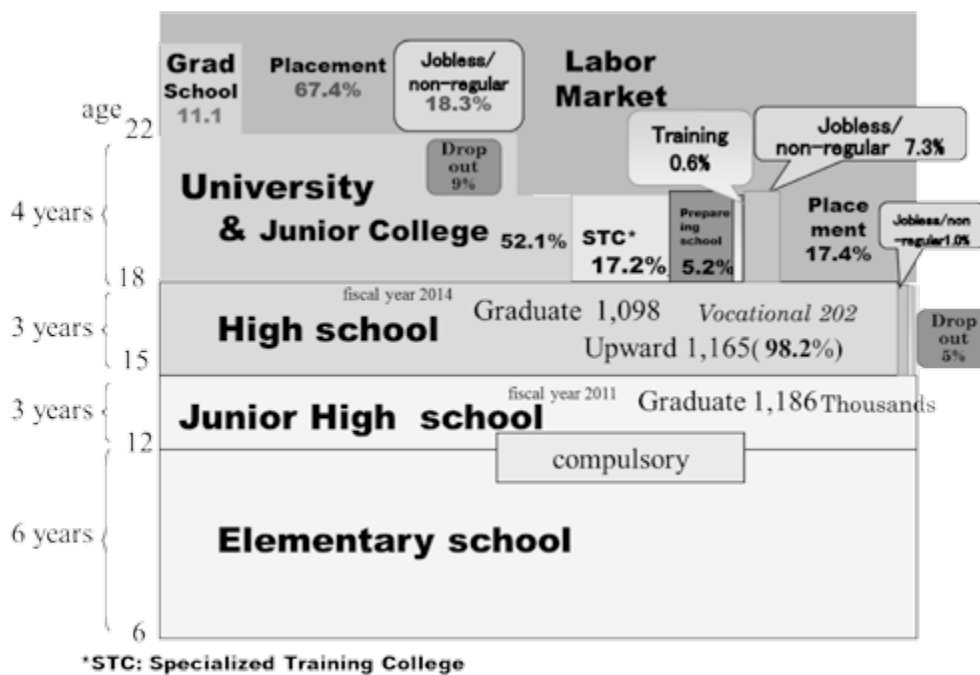 Grad
School
11.1
Placement
67.4%
Jobless/
non-regular
18.3%
Labor
Market
age
22
Drop
out
9%
Training
0.6%
Jobless/
non-regular 7.3%
4 years
University
& Junior College
52.1%
STC*
17.2%
Prepare
ing
school
5.2%
Place
ment
17.4%
Jobless/non
-regular1.0%
18
3 years
fiscal year 2014
High school
Graduate 1,098
Vocational 202
Upward 1,165( 98.2%)
Drop
out
5%
15
3 years
fiscal year 2011
Junior High school
Graduate 1,186 Thousands
12
compulsory
6 years
Elementary school
6
*STC: Specialized Training College